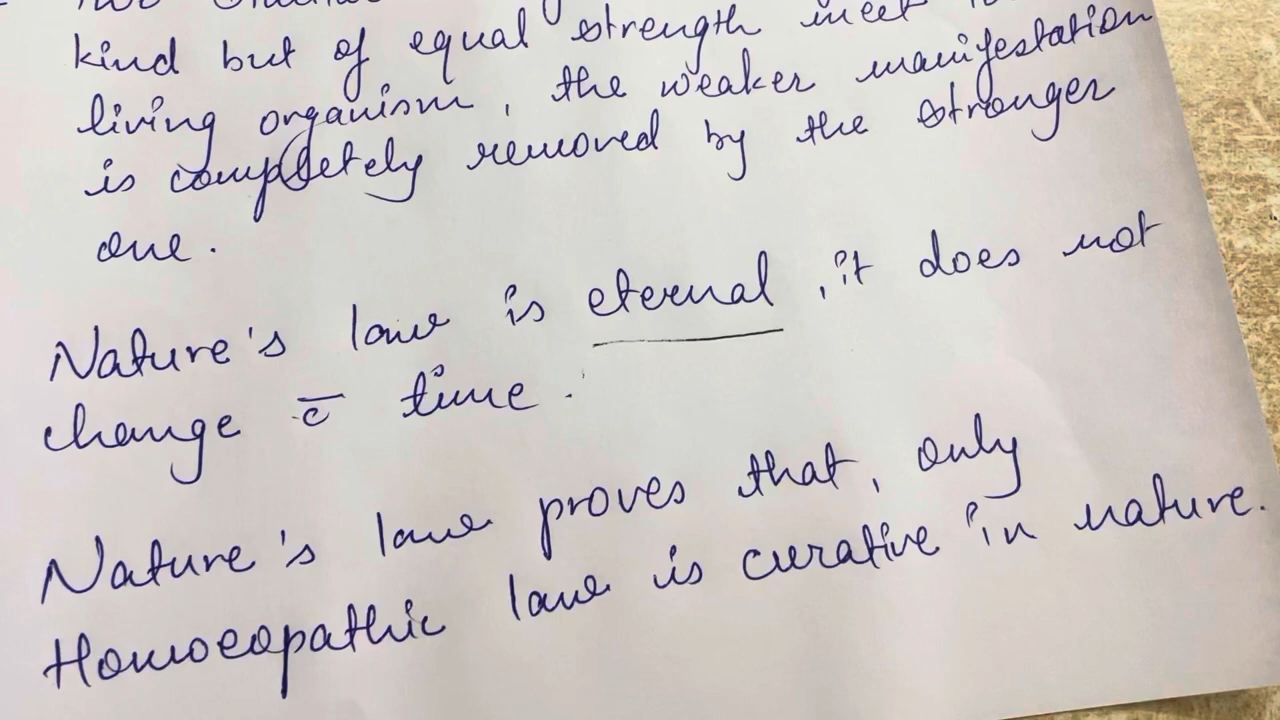 kind but of equal strength meet
living organism, the weaker manifestation
is completely removed by the stronger
one.
Nature's law is eternal, it does not
change c̄ time.
Nature's law proves that, only
Homoeopathic law is curative in nature.